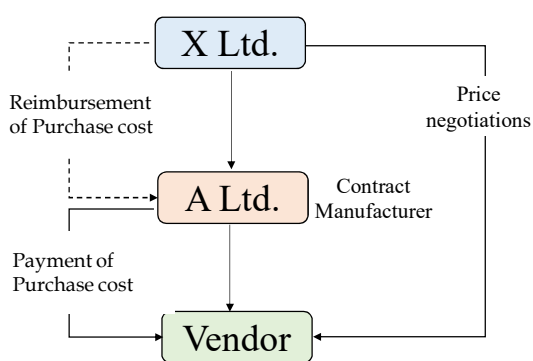 X Ltd.
Reimbursement
of Purchase cost
Price
negotiations
A Ltd.
Contract
Manufacturer
Payment of
Purchase cost
Vendor